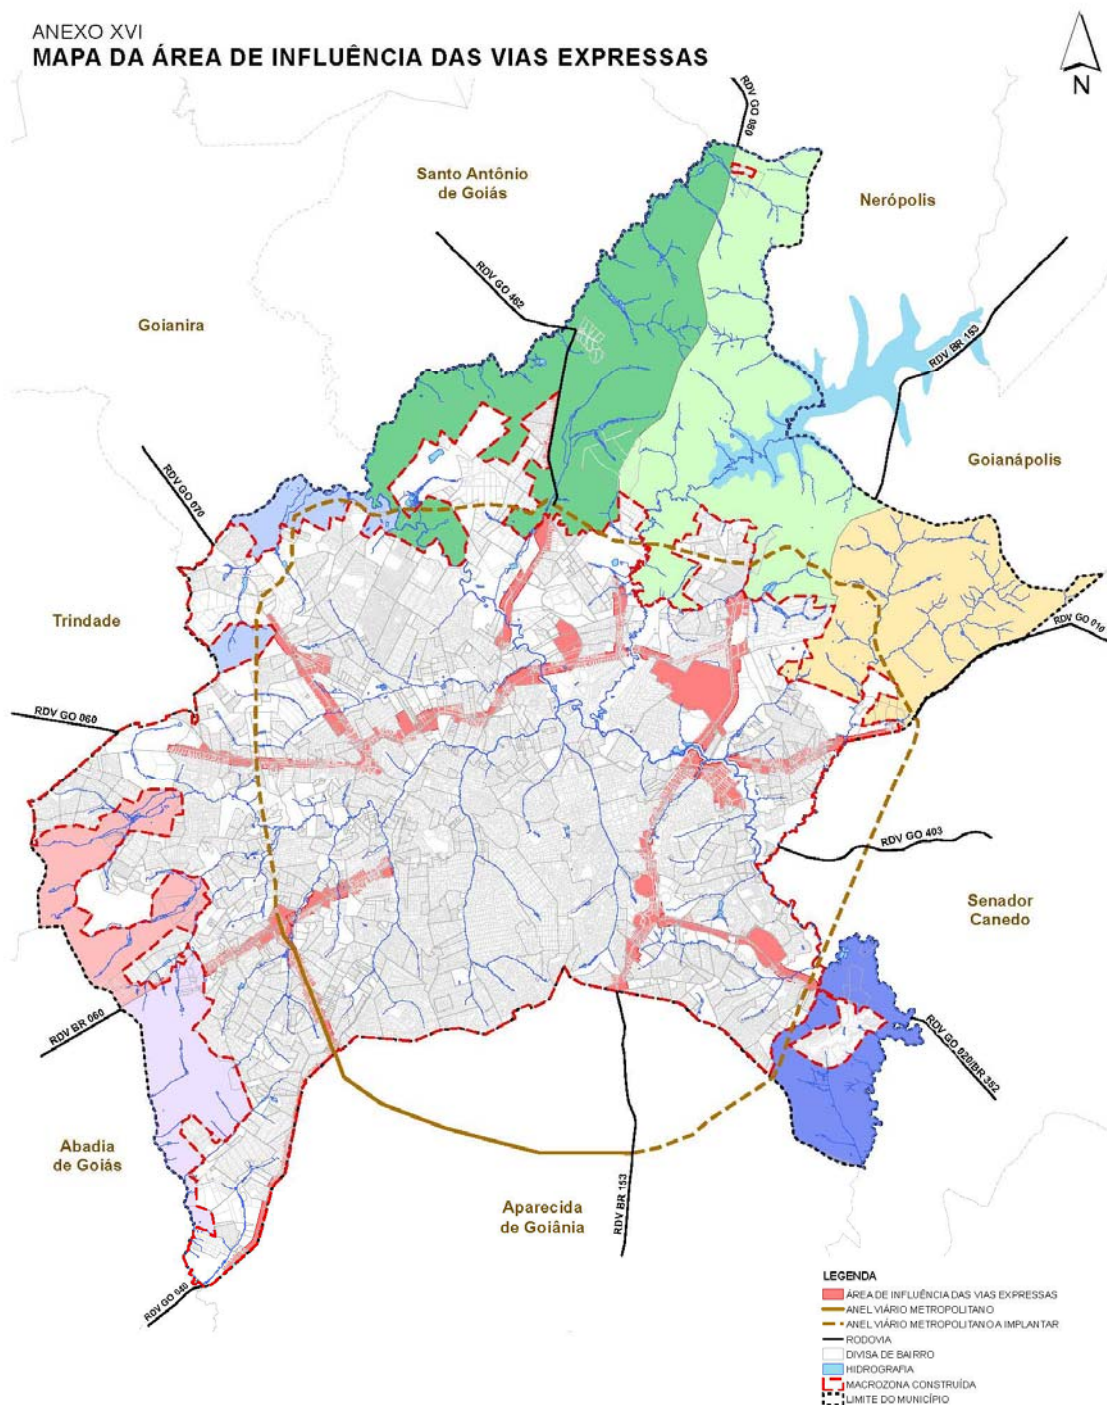 ANEXO XVI
MAPA DA ÁREA DE INFLUÊNCIA DAS VIAS EXPRESSAS
N
RDV GO 080
Santo Antônio
de Goiás
Nerópolis
RDV GO 462
Goianira
RDV BR 153
Goianápolis
RDV GO 070
Trindade
RDV GO 010
RDV GO 060
RDV GO 403
Senador
Canedo
RDV BR 060
RDV GO 020/BR 352
Abadia
de Goiás
RDV BR 153
Aparecida
de Goiânia
RDV GO 040
LEGENDA
ÁREA DE INFLUÊNCIA DAS VIAS EXPRESSAS
ANEL VIÁRIO METROPOLITANO
ANEL VIÁRIO METROPOLITANO A IMPLANTAR
RODOVIA
DIVISA DE BAIRRO
HIDROGRAFIA
MACROZONA CONSTRUÍDA
LIMITE DO MUNICÍPIO